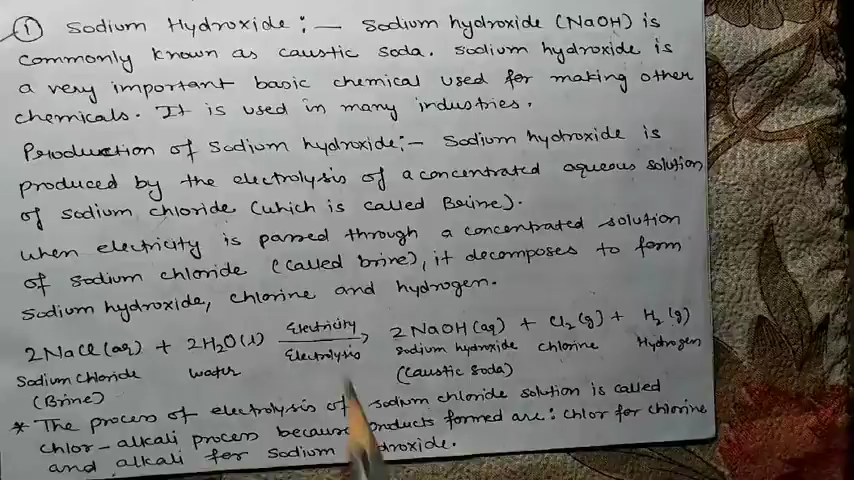 ① Sodium Hydroxide :— Sodium hydroxide (NaOH) is
commonly known as caustic soda. Sodium hydroxide is
a very important basic chemical used for making other
chemicals. It is used in many industries.
Production of Sodium hydroxide:- Sodium hydroxide is
produced by the electrolysis of a concentrated aqueous solution
of sodium chloride (which is called Brine).
when electricity is passed through a concentrated solution
of sodium chloride (called brine), it decomposes to form
sodium hydroxide, chlorine and hydrogen.
2NaCl(aq) + 2H₂O(l) Electricity Electrolysis → 2NaOH(aq) + Cl₂(g) + H₂(g)
Sodium Chloride water sodium hydroxide chlorine Hydrogen
(Brine) (caustic soda)
* The process of electrolysis of sodium chloride solution is called
chlor-alkali process because formed are: chlor for chlorine
and alkali for sodium